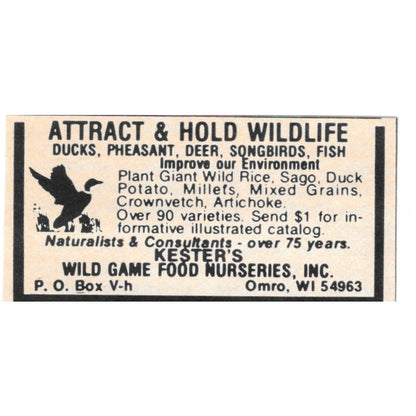 ATTRACT & HOLD WILDLIFE
DUCKS, PHEASANT, DEER, SONGBIRDS, FISH
Improve our Environment
Plant Giant Wild Rice, Sago, Duck
Potato, Millets, Mixed Grains,
Crownvetch, Artichoke.
Over 90 varieties. Send $1 for in-
formative illustrated catalog.
Naturalists & Consultants - over 75 years.
KESTER'S
WILD GAME FOOD NURSERIES, INC.
P. O. Box V-h Omro, WI 54963